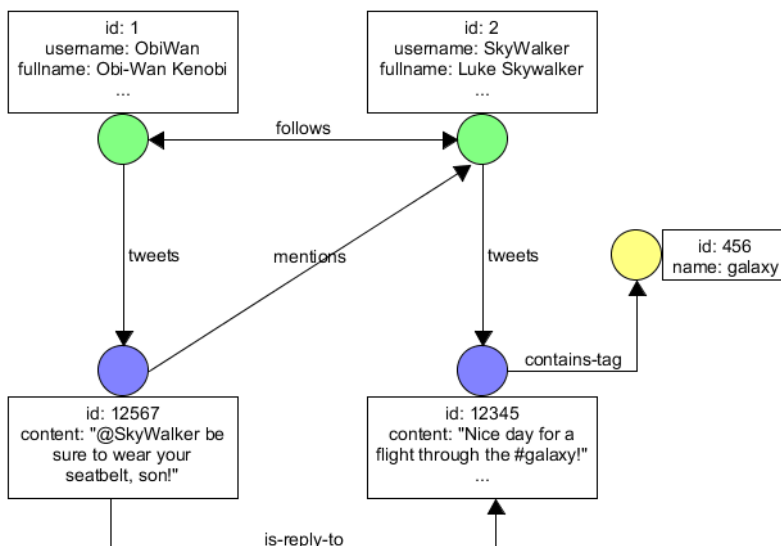 id: 1
username: ObiWan
fullname: Obi-Wan Kenobi
...
id: 2
username: SkyWalker
fullname: Luke Skywalker
...
follows
tweets
mentions
tweets
id: 456
name: galaxy
contains-tag
id: 12567
content: "@SkyWalker be
sure to wear your
seatbelt, son!"
id: 12345
content: "Nice day for a
flight through the #galaxy!"
...
is-reply-to